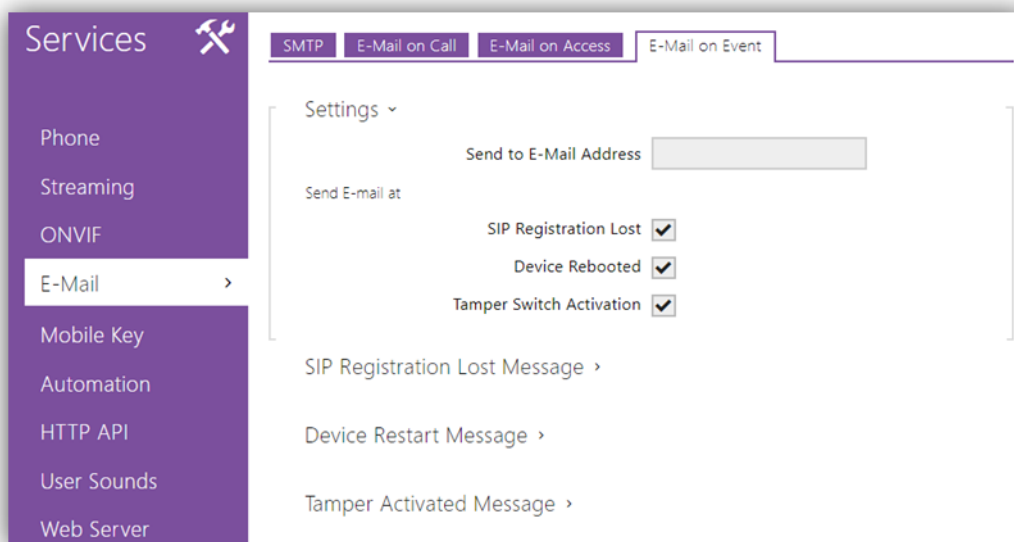 Services
Phone
Streaming
ONVIF
E-Mail
Mobile Key
Automation
HTTP API
User Sounds
Web Server
SMTP
E-Mail on Call
E-Mail on Access
E-Mail on Event
Settings
Send to E-Mail Address
Send E-mail at
SIP Registration Lost
Device Rebooted
Tamper Switch Activation
SIP Registration Lost Message
Device Restart Message
Tamper Activated Message